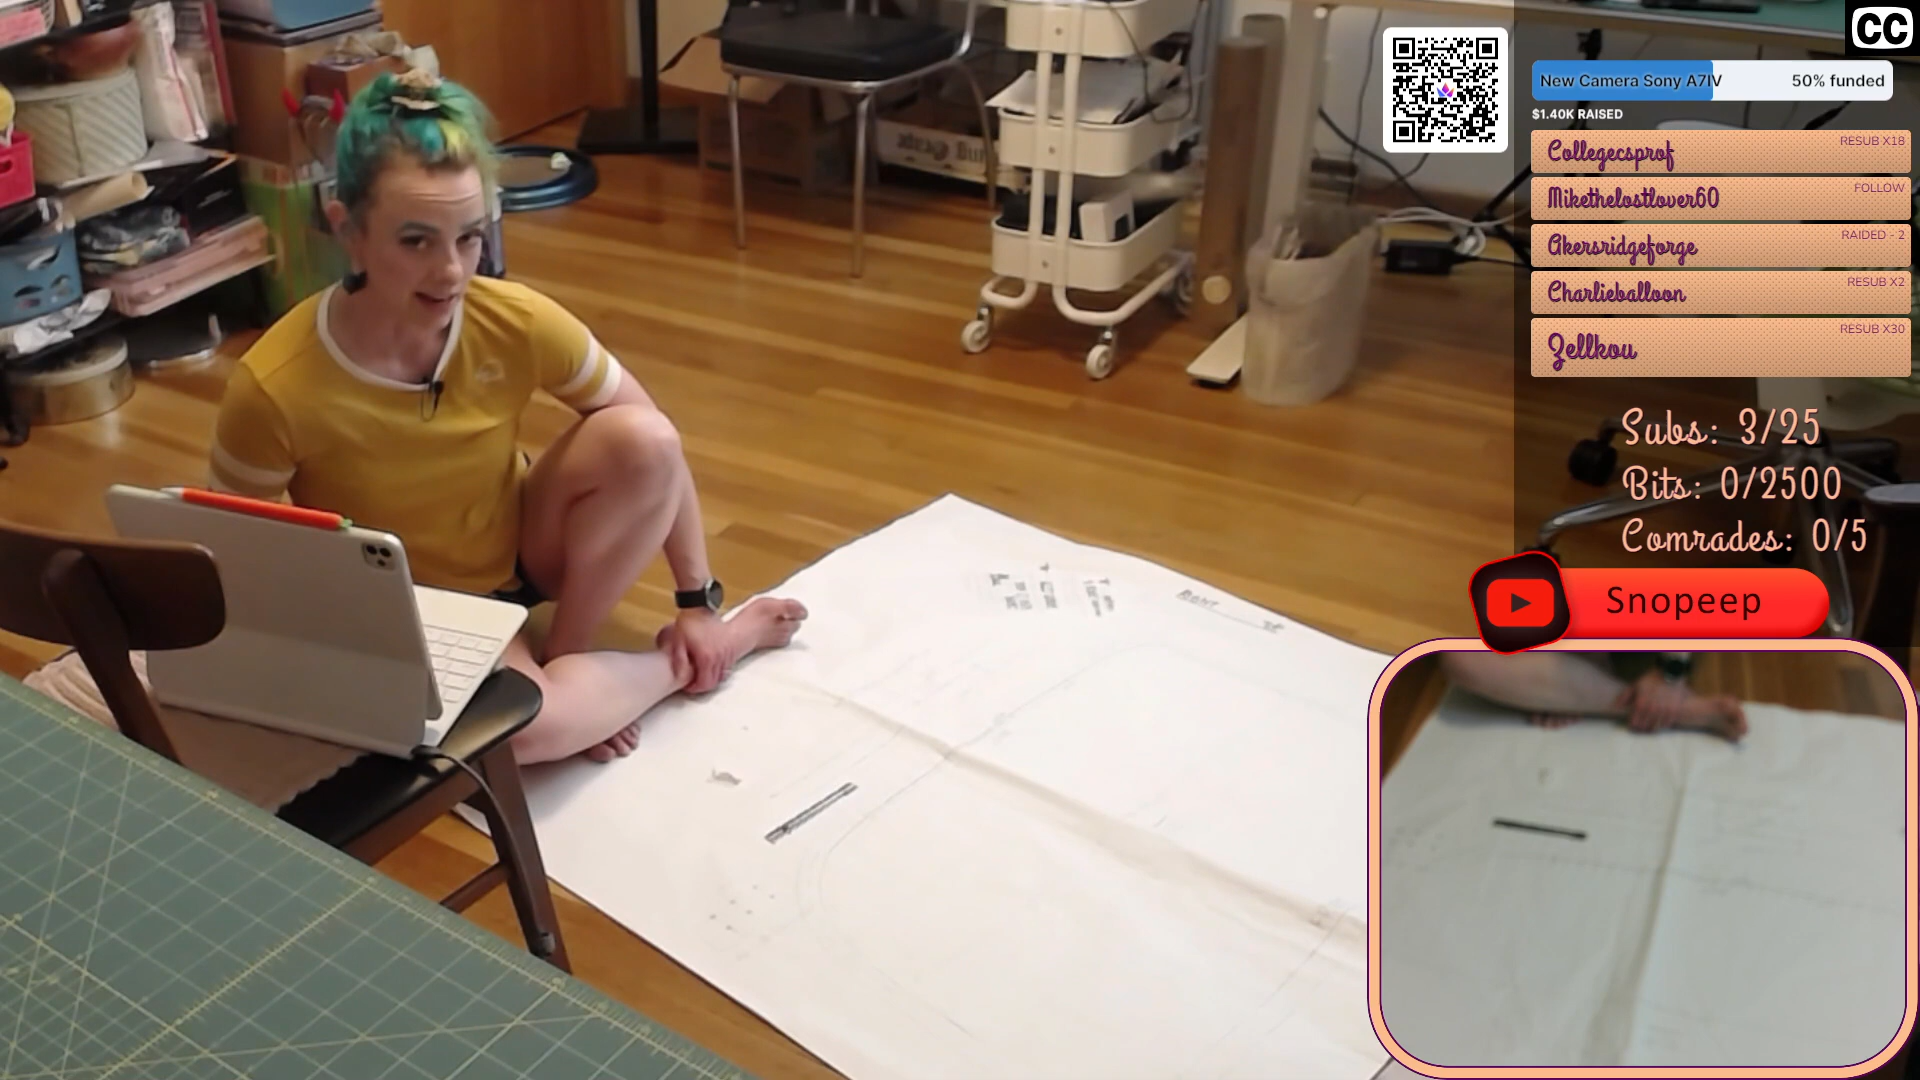 CC
New Camera Sony A7IV 50% funded
$1.40K RAISED
Collegecsprof RESUB X18
Mikethelostlover60 FOLLOW
Akersridgeforge RAIDED - 2
Charlieballoon RESUB X2
Zellkou RESUB X30
Subs: 3/25
Bits: 0/2500
Comrades: 0/5
Snopeep